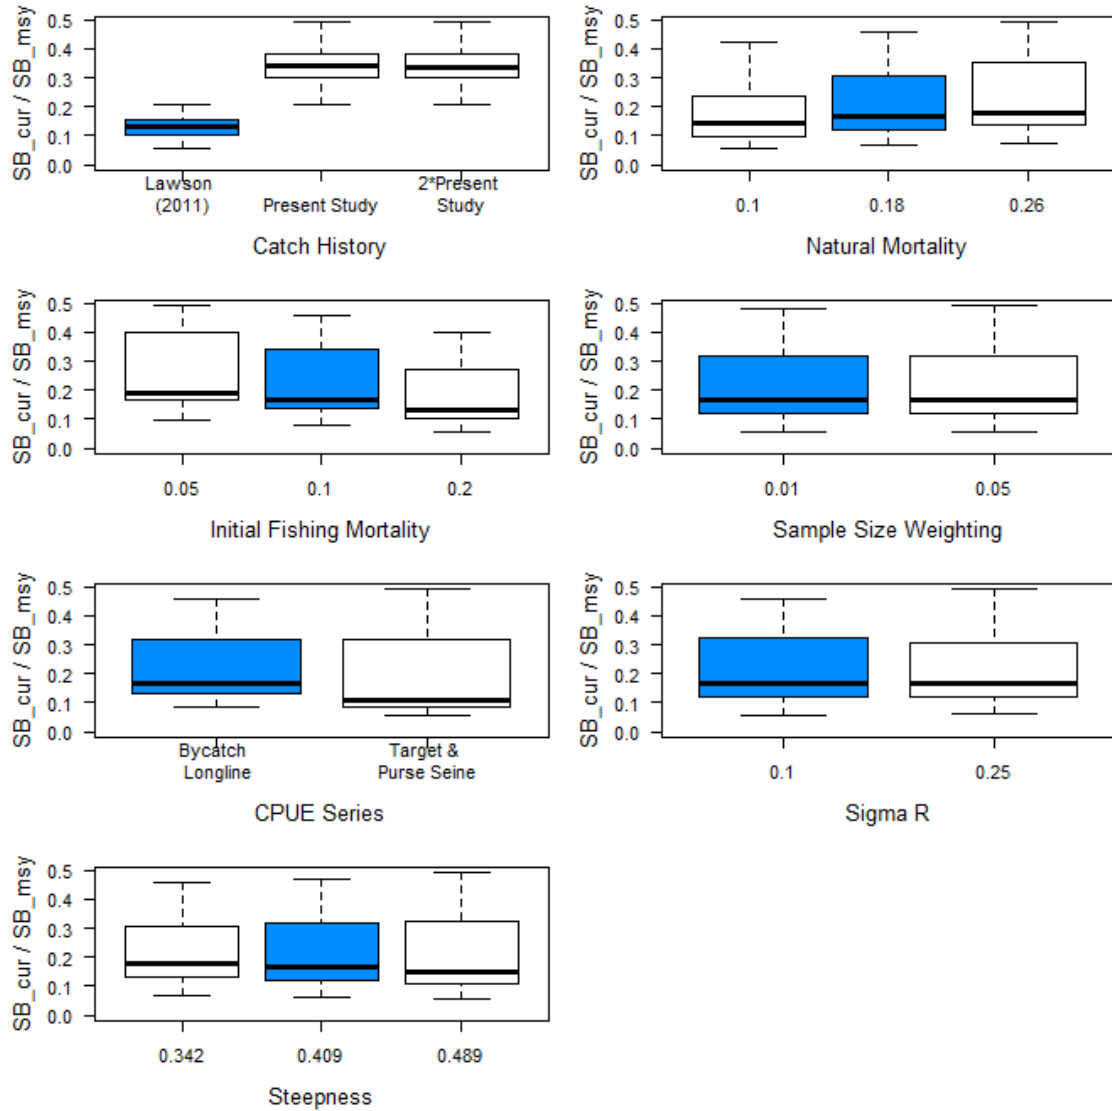 SB_cur / SB_msy
0.5
0.4
0.3
0.2
0.1
0.0
Lawson
(2011)
Present Study
2*Present
Study
Catch History
SB_cur / SB_msy
0.5
0.4
0.3
0.2
0.1
0.0
0.1 0.18 0.26
Natural Mortality
SB_cur / SB_msy
0.5
0.4
0.3
0.2
0.1
0.0
0.05 0.1 0.2
Initial Fishing Mortality
SB_cur / SB_msy
0.5
0.4
0.3
0.2
0.1
0.0
0.01 0.05
Sample Size Weighting
SB_cur / SB_msy
0.5
0.4
0.3
0.2
0.1
0.0
Bycatch
Longline
Target &
Purse Seine
CPUE Series
SB_cur / SB_msy
0.5
0.4
0.3
0.2
0.1
0.0
0.1 0.25
Sigma R
SB_cur / SB_msy
0.5
0.4
0.3
0.2
0.1
0.0
0.342 0.409 0.489
Steepness